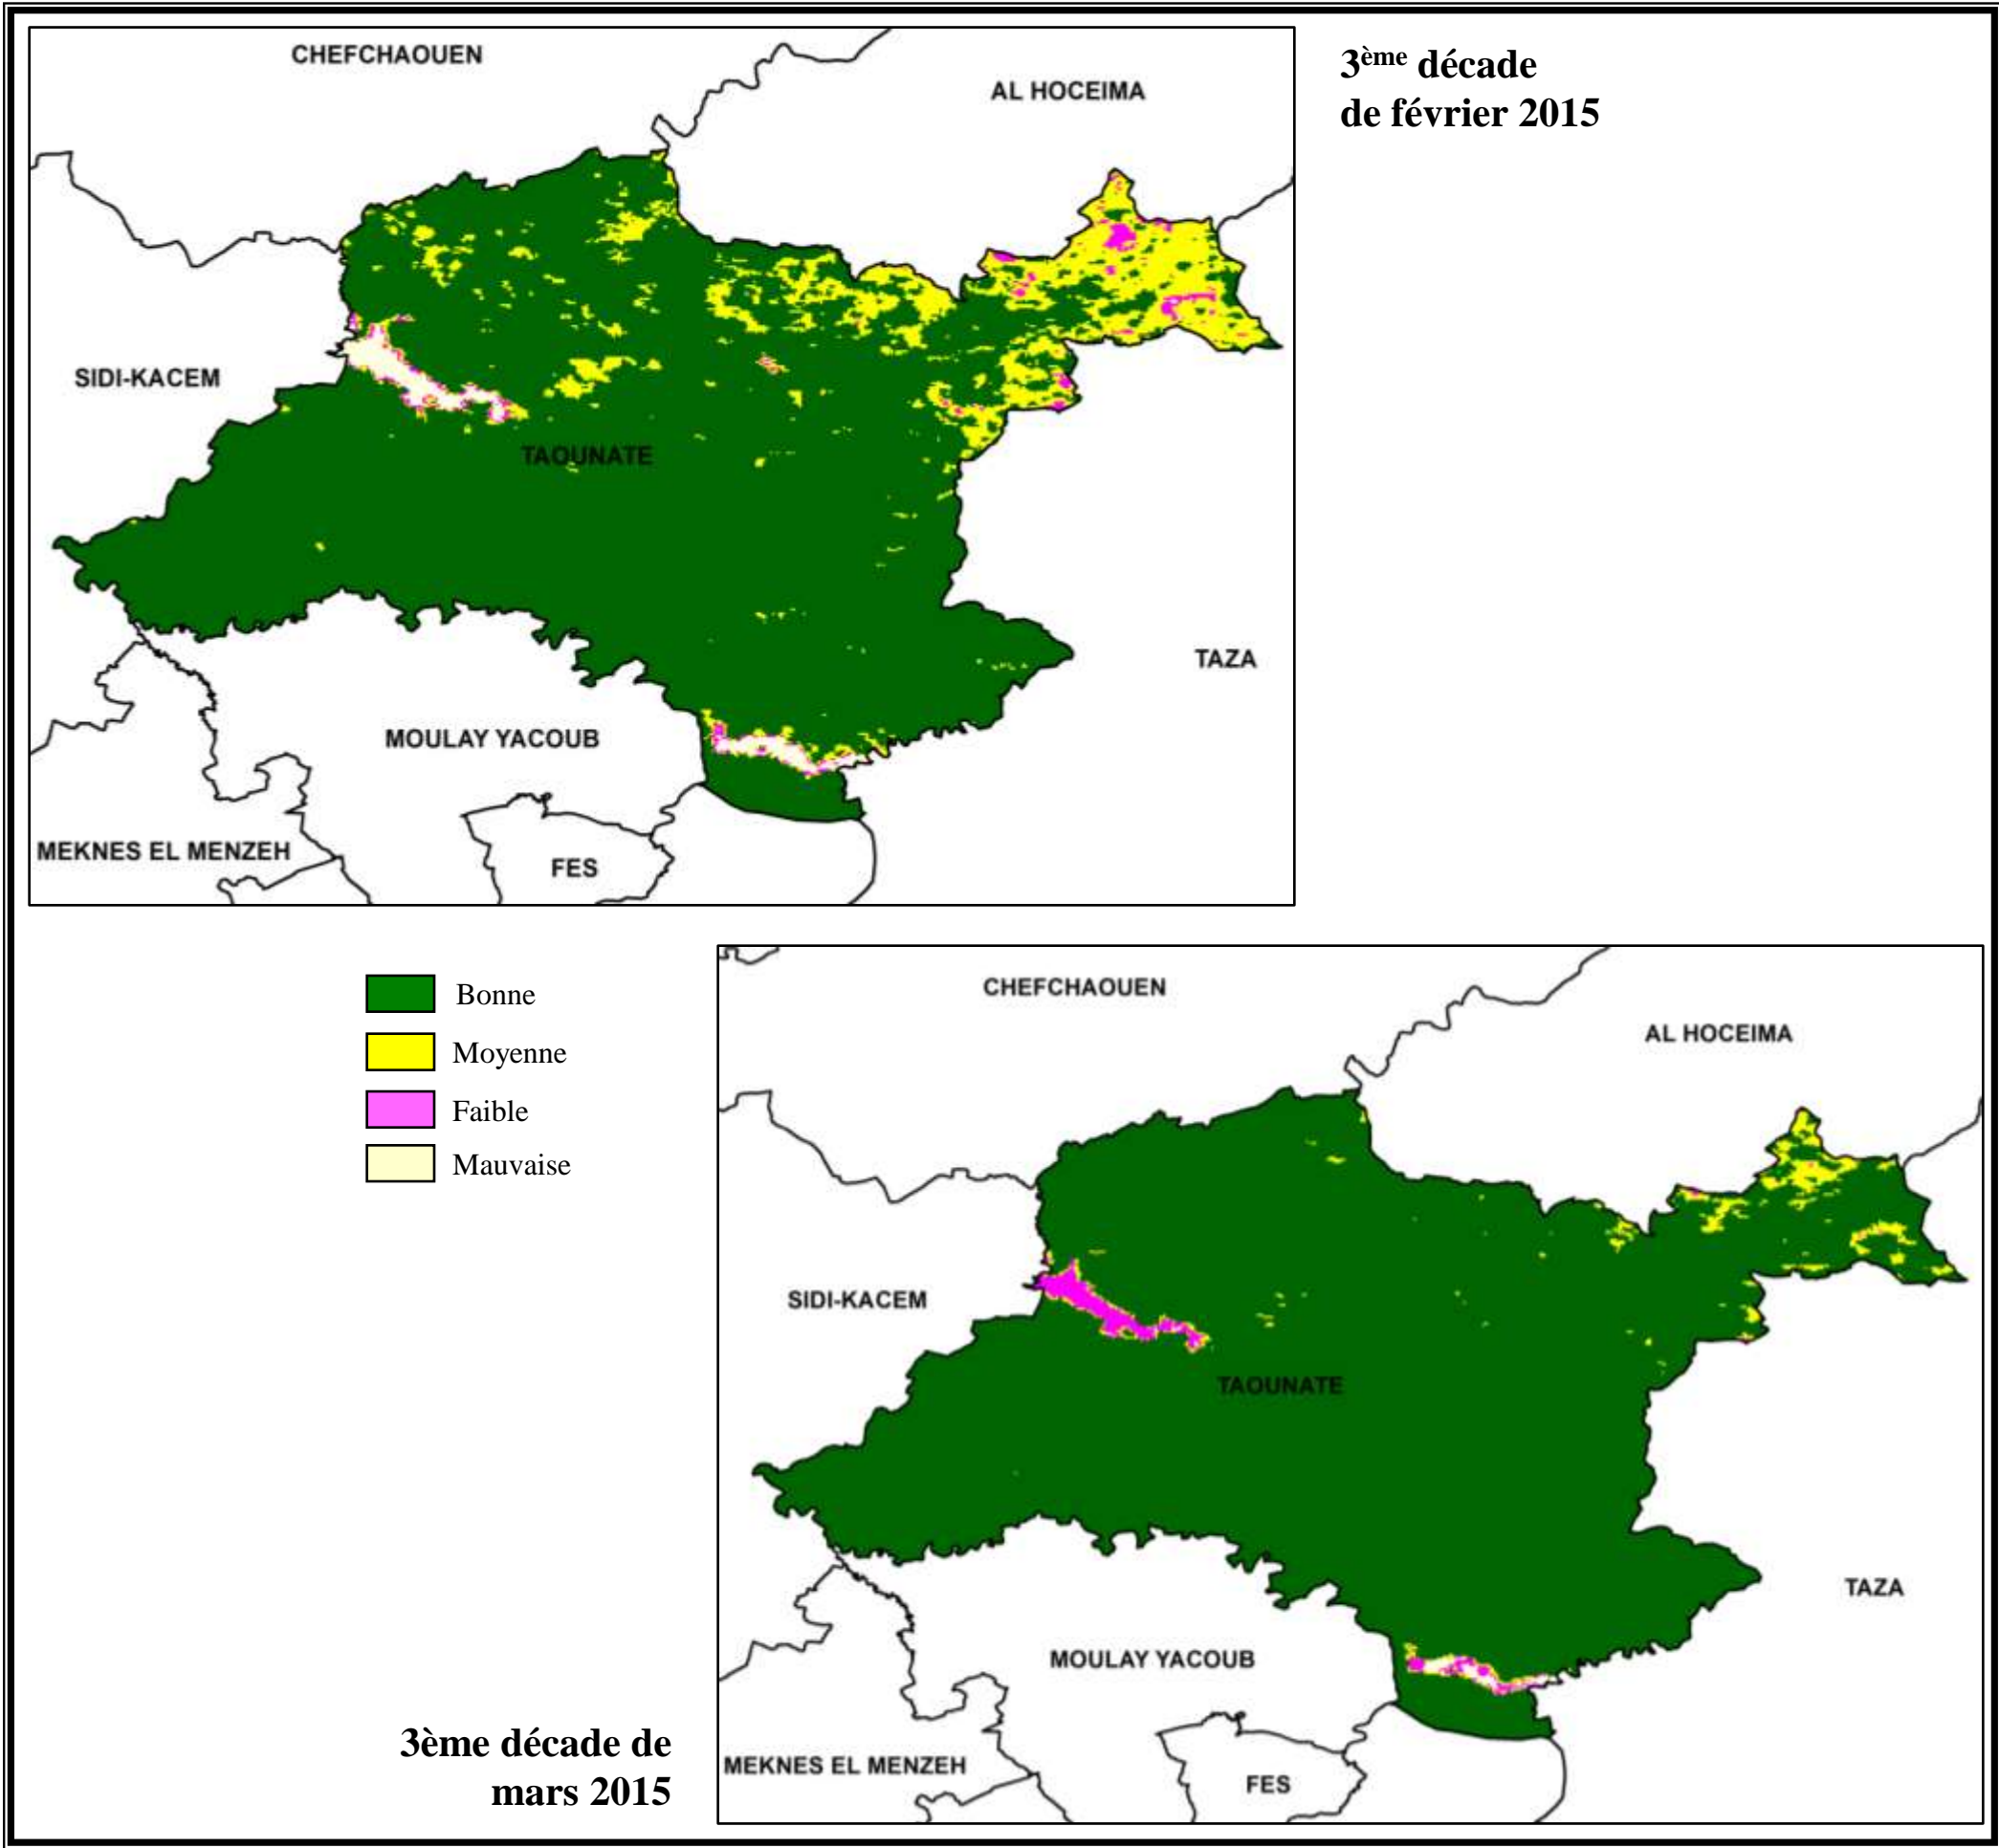 CHEFCHAOUEN
AL HOCEIMA
SIDI-KACEM
TAOUNATE
TAZA
MOULAY YACOUB
MEKNES EL MENZEH
FES
3ème décade
de février 2015
Bonne
Moyenne
Faible
Mauvaise
CHEFCHAOUEN
AL HOCEIMA
SIDI-KACEM
TAOUNATE
TAZA
MOULAY YACOUB
MEKNES EL MENZEH
FES
3ème décade de
mars 2015